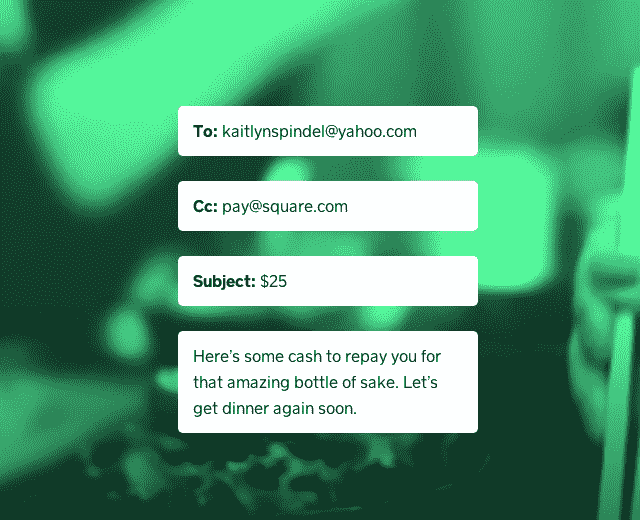 To: kaitlynspindel@yahoo.com
Cc: pay@square.com
Subject: $25
Here’s some cash to repay you for
that amazing bottle of sake. Let’s
get dinner again soon.